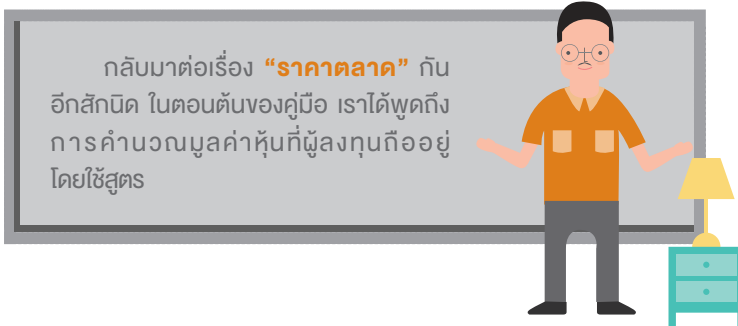 กลับมาต่อเรื่อง “ราคาตลาด” กัน
อีกสักนิด ในตอนต้นของคู่มือ เราได้พูดถึง
การคำนวณมูลค่าหุ้นที่ผู้ลงทุนถืออยู่
โดยใช้สูตร